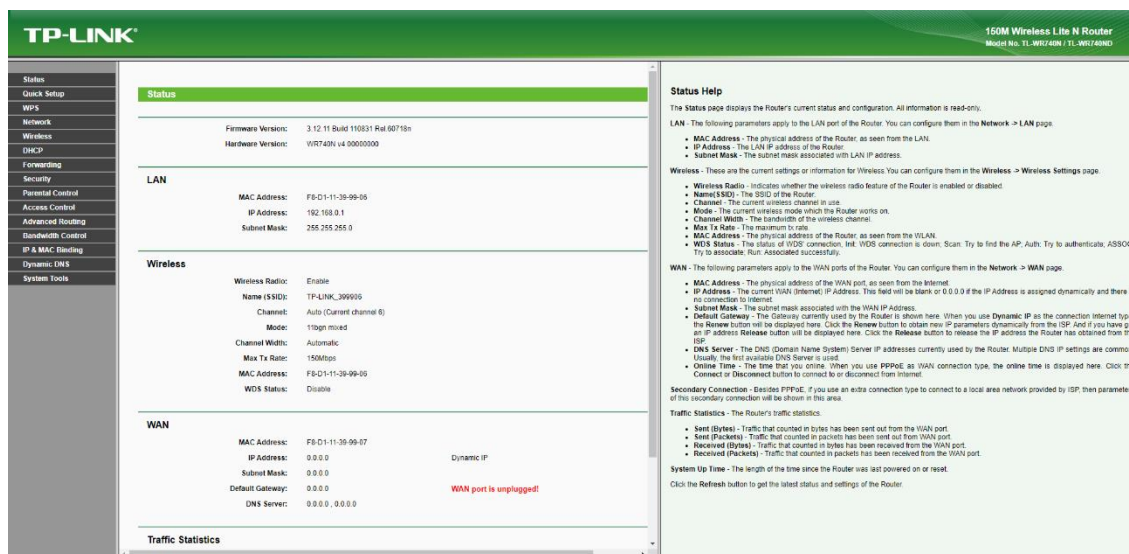 TP-LINK®
150M Wireless Lite N Router
Model No. TL-WR740N / TL-WR740ND
Status
Quick Setup
WPS
Network
Wireless
DHCP
Forwarding
Security
Parental Control
Access Control
Advanced Routing
Bandwidth Control
IP & MAC Binding
Dynamic DNS
System Tools
Status
Firmware Version: 3.12.11 Build 110831 Rel.60718n
Hardware Version: WR740N v4 00000000
LAN
MAC Address: F8-D1-11-39-99-06
IP Address: 192.168.0.1
Subnet Mask: 255.255.255.0
Wireless
Wireless Radio: Enable
Name (SSID): TP-LINK_399906
Channel: Auto (Current channel 6)
Mode: 11bgn mixed
Channel Width: Automatic
Max Tx Rate: 150Mbps
MAC Address: F8-D1-11-39-99-06
WDS Status: Disable
WAN
MAC Address: F8-D1-11-39-99-07
IP Address: 0.0.0.0 Dynamic IP
Subnet Mask: 0.0.0.0
Default Gateway: 0.0.0.0 WAN port is unplugged!
DNS Server: 0.0.0.0 , 0.0.0.0
Traffic Statistics
Status Help
The Status page displays the Router's current status and configuration. All information is read-only.
LAN - The following parameters apply to the LAN port of the Router. You can configure them in the Network -> LAN page.
• MAC Address - The physical address of the Router, as seen from the LAN.
• IP Address - The LAN IP address of the Router.
• Subnet Mask - The subnet mask associated with LAN IP address.
Wireless - These are the current settings or information for Wireless. You can configure them in the Wireless -> Wireless Settings page.
• Wireless Radio - Indicates whether the wireless radio feature of the Router is enabled or disabled.
• Name(SSID) - The SSID of the Router.
• Channel - The current wireless channel in use.
• Mode - The current wireless mode which the Router works on.
• Channel Width - The bandwidth of the wireless channel.
• Max Tx Rate - The maximum tx rate.
• MAC Address - The physical address of the Router, as seen from the WLAN.
• WDS Status - The status of WDS' connection, Init: WDS connection is down; Scan: Try to find the AP; Auth: Try to authenticate; ASSOC
Try to associate; Run: Associated successfully.
WAN - The following parameters apply to the WAN ports of the Router. You can configure them in the Network -> WAN page.
• MAC Address - The physical address of the WAN port, as seen from the Internet.
• IP Address - The current WAN (Internet) IP Address. This field will be blank or 0.0.0.0 if the IP Address is assigned dynamically and there
no connection to Internet.
• Subnet Mask - The subnet mask associated with the WAN IP Address.
• Default Gateway - The Gateway currently used by the Router is shown here. When you use Dynamic IP as the connection Internet typ
the Renew button will be displayed here. Click the Renew button to obtain new IP parameters dynamically from the ISP. And if you have g
an IP address Release button will be displayed here. Click the Release button to release the IP address the Router has obtained from th
ISP.
• DNS Server - The DNS (Domain Name System) Server IP addresses currently used by the Router. Multiple DNS IP settings are commo
Usually, the first available DNS Server is used.
• Online Time - The time that you online. When you use PPPoE as WAN connection type, the online time is displayed here. Click th
Connect or Disconnect button to connect to or disconnect from Internet.
Secondary Connection - Besides PPPoE, if you use an extra connection type to connect to a local area network provided by ISP, then paramete
of this secondary connection will be shown in this area.
Traffic Statistics - The Router's traffic statistics.
• Sent (Bytes) - Traffic that counted in bytes has been sent out from the WAN port.
• Sent (Packets) - Traffic that counted in packets has been sent out from WAN port.
• Received (Bytes) - Traffic that counted in bytes has been received from the WAN port.
• Received (Packets) - Traffic that counted in packets has been received from the WAN port.
System Up Time - The length of the time since the Router was last powered on or reset.
Click the Refresh button to get the latest status and settings of the Router.